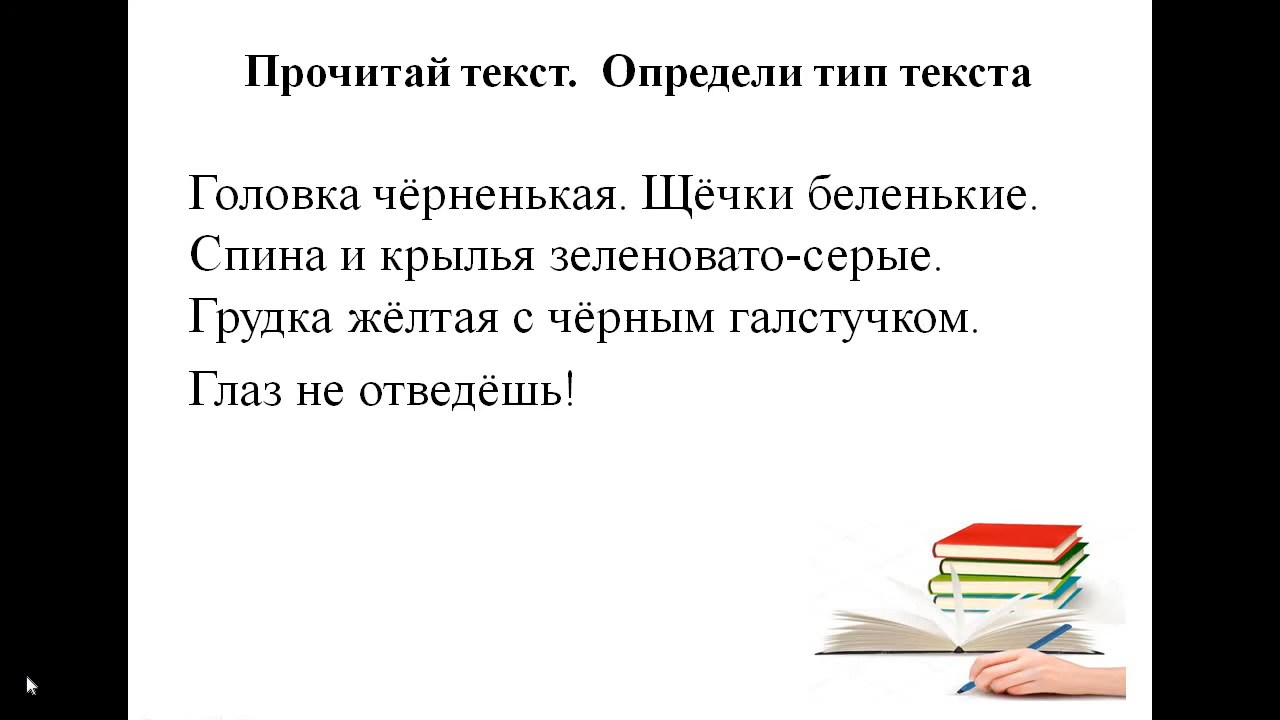 Прочитай текст. Определи тип текста
Головка чёрненькая. Щёчки беленькие.
Спина и крылья зеленовато-серые.
Грудка жёлтая с чёрным галстучком.
Глаз не отведёшь!